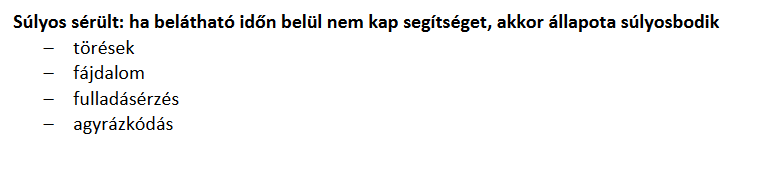 Súlyos sérült: ha belátható időn belül nem kap segítséget, akkor állapota súlyosbodik
– törések
– fájdalom
– fulladásérzés
– agyrázkódás